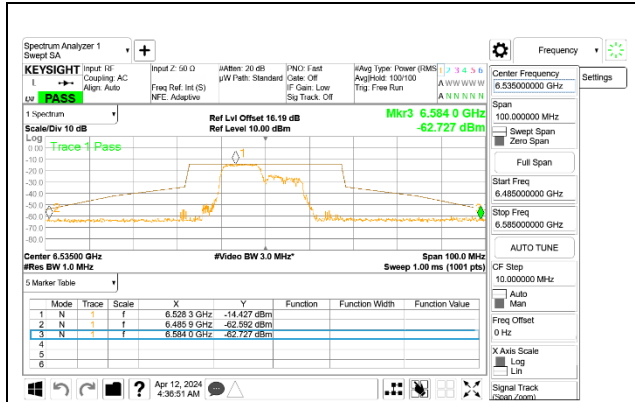 Spectrum Analyzer 1
Swept SA
Frequency
KEYSIGHT
Input: RF
Coupling: AC
Align: Auto
Input Z: 50 Ω
Freq Ref: Int (S)
NFE: Adaptive
#Atten: 20 dB
µW Path: Standard
PNO: Fast
Gate: Off
IF Gain: Low
Sig Track: Off
#Avg Type: Power (RMS
Avg|Hold: 100/100
Trig: Free Run
1 2 3 4 5 6
A W W W W W
A N N N N N
L
PASS
1 Spectrum
Scale/Div 10 dB
Ref Lvl Offset 16.19 dB
Ref Level 10.00 dBm
Mkr3 6.584 0 GHz
-62.727 dBm
Log
Trace 1 Pass
0.00
-10.0
-20.0
-30.0
-40.0
-50.0
-60.0
-70.0
-80.0
1
Center 6.53500 GHz
#Res BW 1.0 MHz
#Video BW 3.0 MHz*
Span 100.0 MHz
Sweep 1.00 ms (1001 pts)
5 Marker Table
Mode Trace Scale X Y Function Function Width Function Value
1 N 1 f 6.528 3 GHz -14.427 dBm
2 N 1 f 6.485 9 GHz -62.592 dBm
3 N 1 f 6.584 0 GHz -62.727 dBm
4
5
6
?
Apr 12, 2024
4:36:51 AM
Center Frequency
6.535000000 GHz
Settings
Span
100.000000 MHz
Swept Span
Zero Span
Full Span
Start Freq
6.485000000 GHz
Stop Freq
6.585000000 GHz
AUTO TUNE
CF Step
10.000000 MHz
Auto
Man
Freq Offset
0 Hz
X Axis Scale
Log
Lin
Signal Track
(Span Zoom)